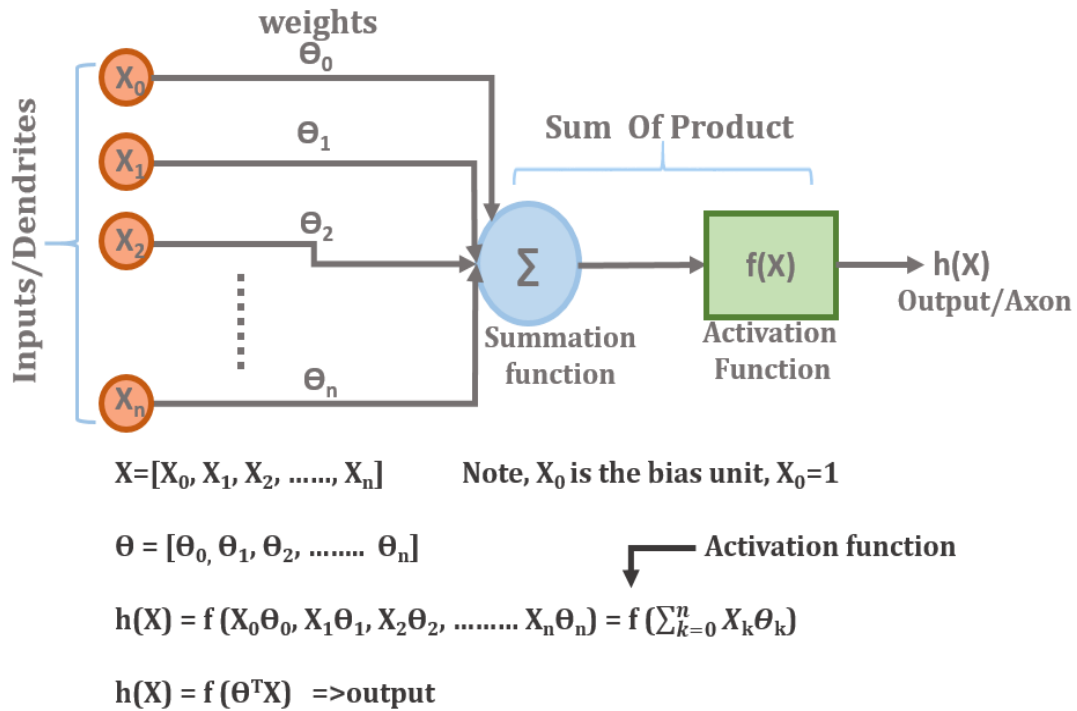 weights
Θ₀
X₀
Inputs/Dendrites
Θ₁
X₁
Sum Of Product
Θ₂
X₂
Σ
f(X)
h(X)
Output/Axon
Summation
function
Activation
Function
Θₙ
Xₙ
X=[X₀, X₁, X₂, ......, Xₙ] Note, X₀ is the bias unit, X₀=1
Θ = [Θ₀, Θ₁, Θ₂, ........ Θₙ]
Activation function
h(X) = f (X₀Θ₀, X₁Θ₁, X₂Θ₂, ......... XₙΘₙ) = f (∑ⁿₖ₌₀ XₖΘₖ)
h(X) = f (ΘᵀX) =>output